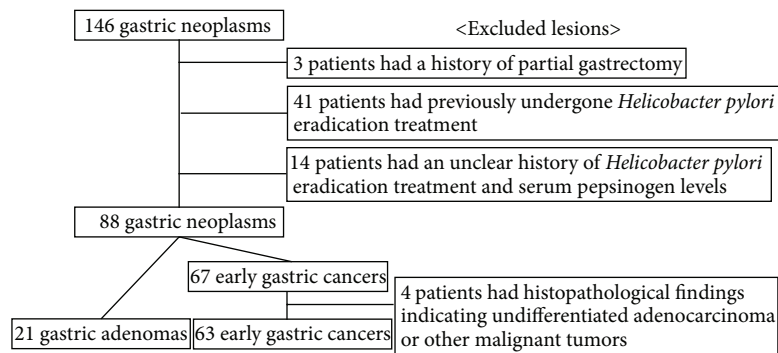 146 gastric neoplasms
<Excluded lesions>
3 patients had a history of partial gastrectomy
41 patients had previously undergone Helicobacter pylori
eradication treatment
14 patients had an unclear history of Helicobacter pylori
eradication treatment and serum pepsinogen levels
88 gastric neoplasms
67 early gastric cancers
4 patients had histopathological findings
indicating undifferentiated adenocarcinoma
or other malignant tumors
21 gastric adenomas
63 early gastric cancers